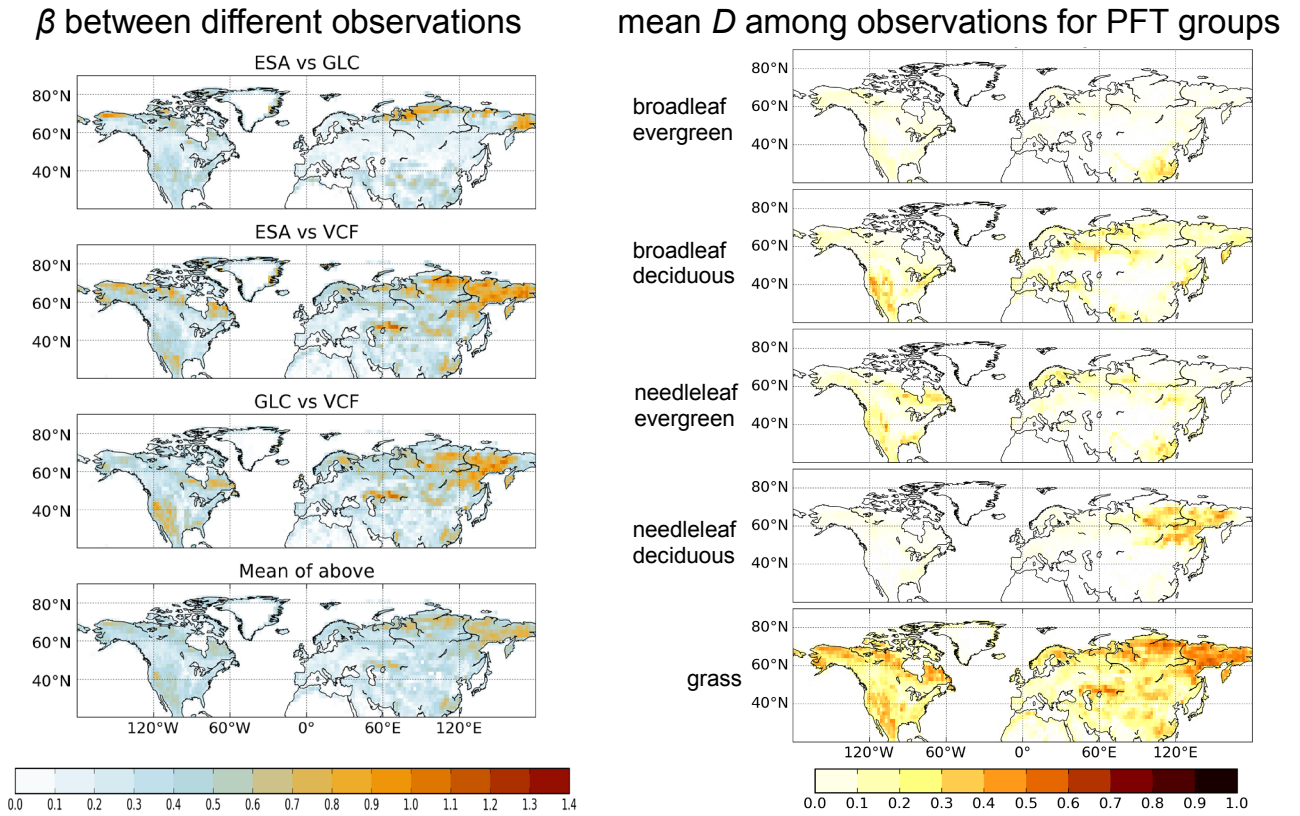 β between different observations
ESA vs GLC
80°N
60°N
40°N
ESA vs VCF
80°N
60°N
40°N
GLC vs VCF
80°N
60°N
40°N
Mean of above
80°N
60°N
40°N
120°W 60°W 0° 60°E 120°E
0.0 0.1 0.2 0.3 0.4 0.5 0.6 0.7 0.8 0.9 1.0 1.1 1.2 1.3 1.4
mean D among observations for PFT groups
broadleaf
evergreen
80°N
60°N
40°N
broadleaf
deciduous
80°N
60°N
40°N
needleleaf
evergreen
80°N
60°N
40°N
needleleaf
deciduous
80°N
60°N
40°N
grass
80°N
60°N
40°N
120°W 60°W 0° 60°E 120°E
0.0 0.1 0.2 0.3 0.4 0.5 0.6 0.7 0.8 0.9 1.0